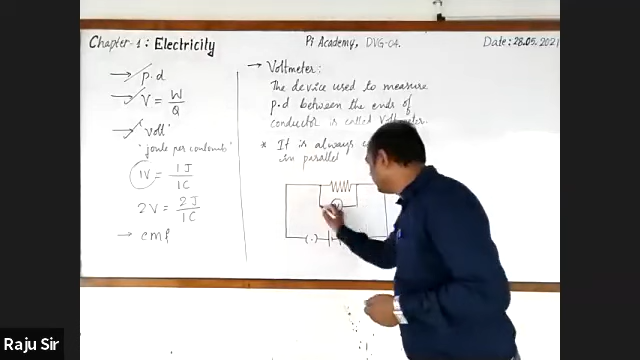 Chapter-1: Electricity
Pi Academy, DVG-04.
Date: 28.05.2021
→ p.d
→ V = W/Q
→ "volt"
"joule per coulomb"
1V = 1J/1C
2V = 2J/1C
→ emf
→ Voltmeter:
The device used to measure
p.d between the ends of
conductor is called Voltmeter.
* It is always
in parallel
Raju Sir